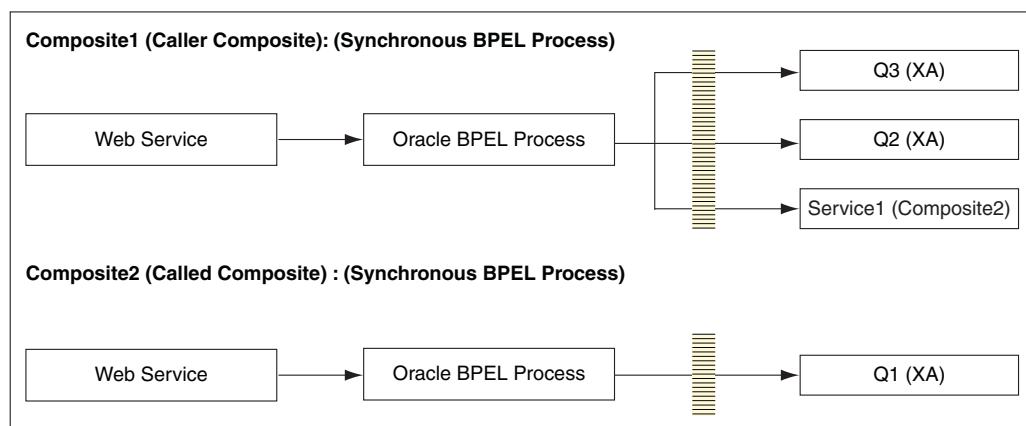 Composite1 (Caller Composite): (Synchronous BPEL Process)
Q3 (XA)
Web Service
Oracle BPEL Process
Q2 (XA)
Service1 (Composite2)
Composite2 (Called Composite) : (Synchronous BPEL Process)
Web Service
Oracle BPEL Process
Q1 (XA)